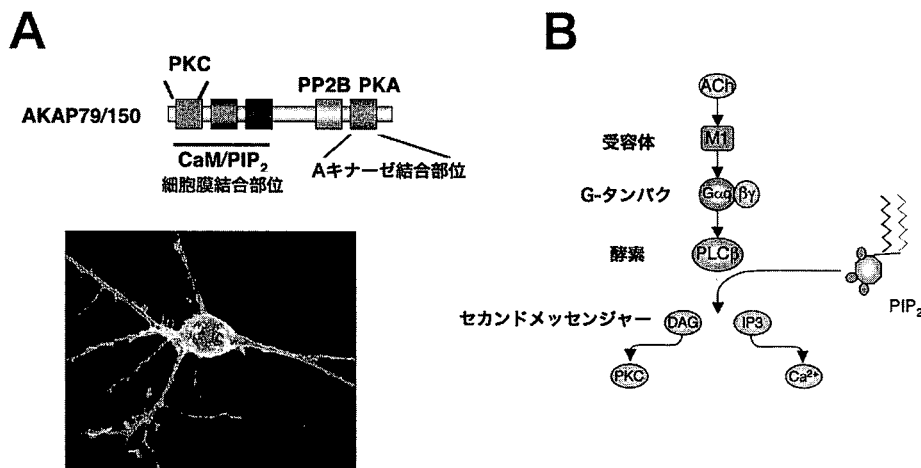 A
PKC
PP2B PKA
AKAP79/150
CaM/PIP₂
細胞膜結合部位
Aキナーゼ結合部位
B
ACh
受容体
M1
G-タンパク
Gαq βγ
酵素
PLCβ
PIP₂
セカンドメッセンジャー
DAG IP3
PKC Ca²⁺